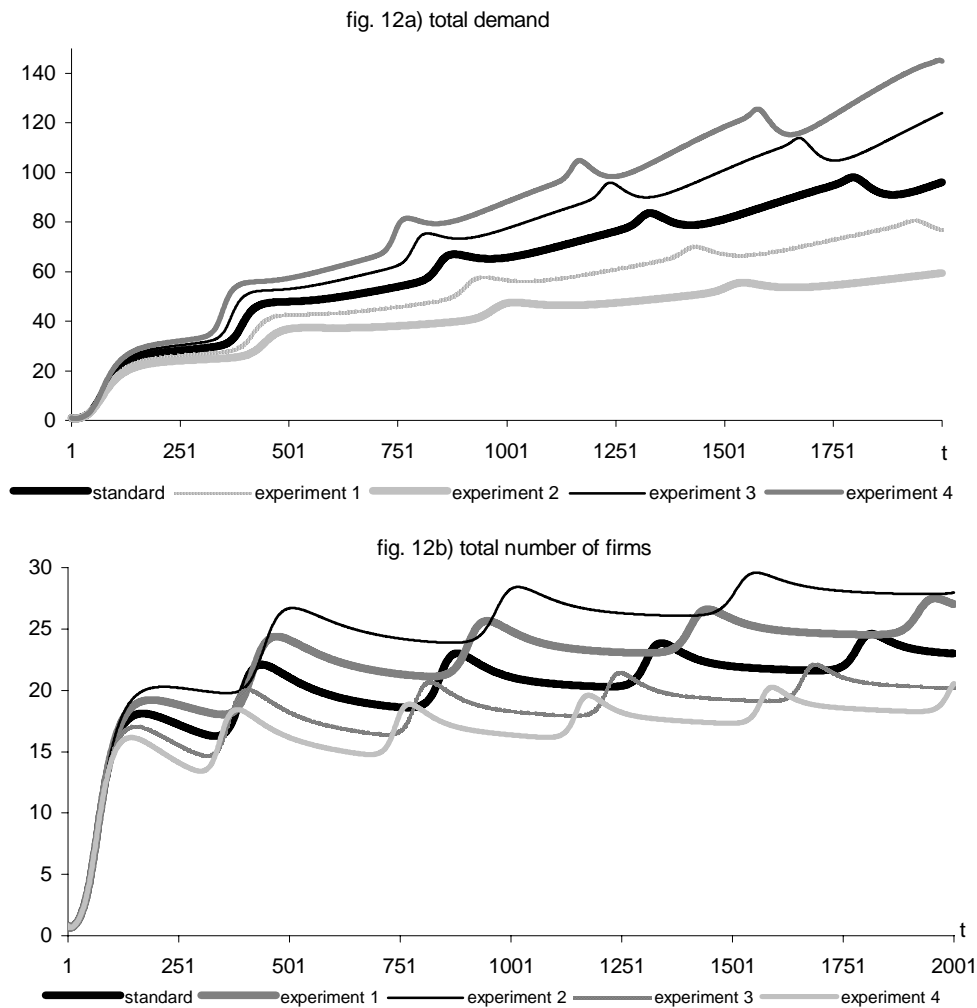 fig. 12a) total demand
140
120
100
80
60
40
20
0
1 251 501 751 1001 1251 1501 1751 t
standard experiment 1 experiment 2 experiment 3 experiment 4
fig. 12b) total number of firms
30
25
20
15
10
5
0
t
1 251 501 751 1001 1251 1501 1751 2001
standard experiment 1 experiment 2 experiment 3 experiment 4